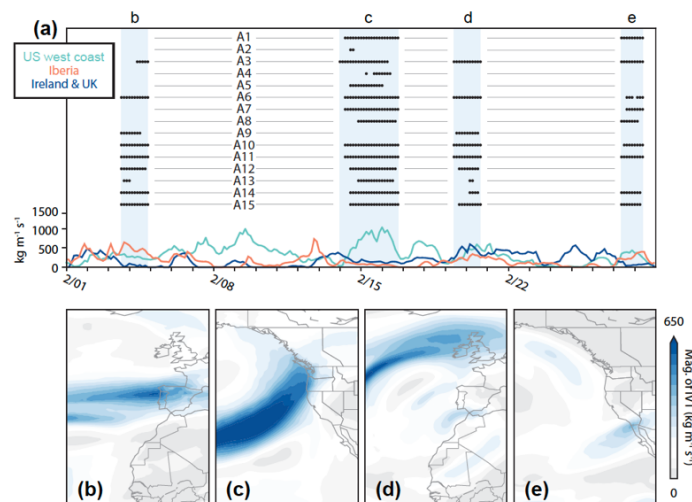 b c d e
(a)
US west coast
Iberia
Ireland & UK
A1
A2
A3
A4
A5
A6
A7
A8
A9
A10
A11
A12
A13
A14
A15
1500
1000
500
0
kg m⁻¹ s⁻¹
2/01 2/08 2/15 2/22
(b) (c) (d) (e)
650
Mag. of IVT (kg m⁻¹ s⁻¹)
0